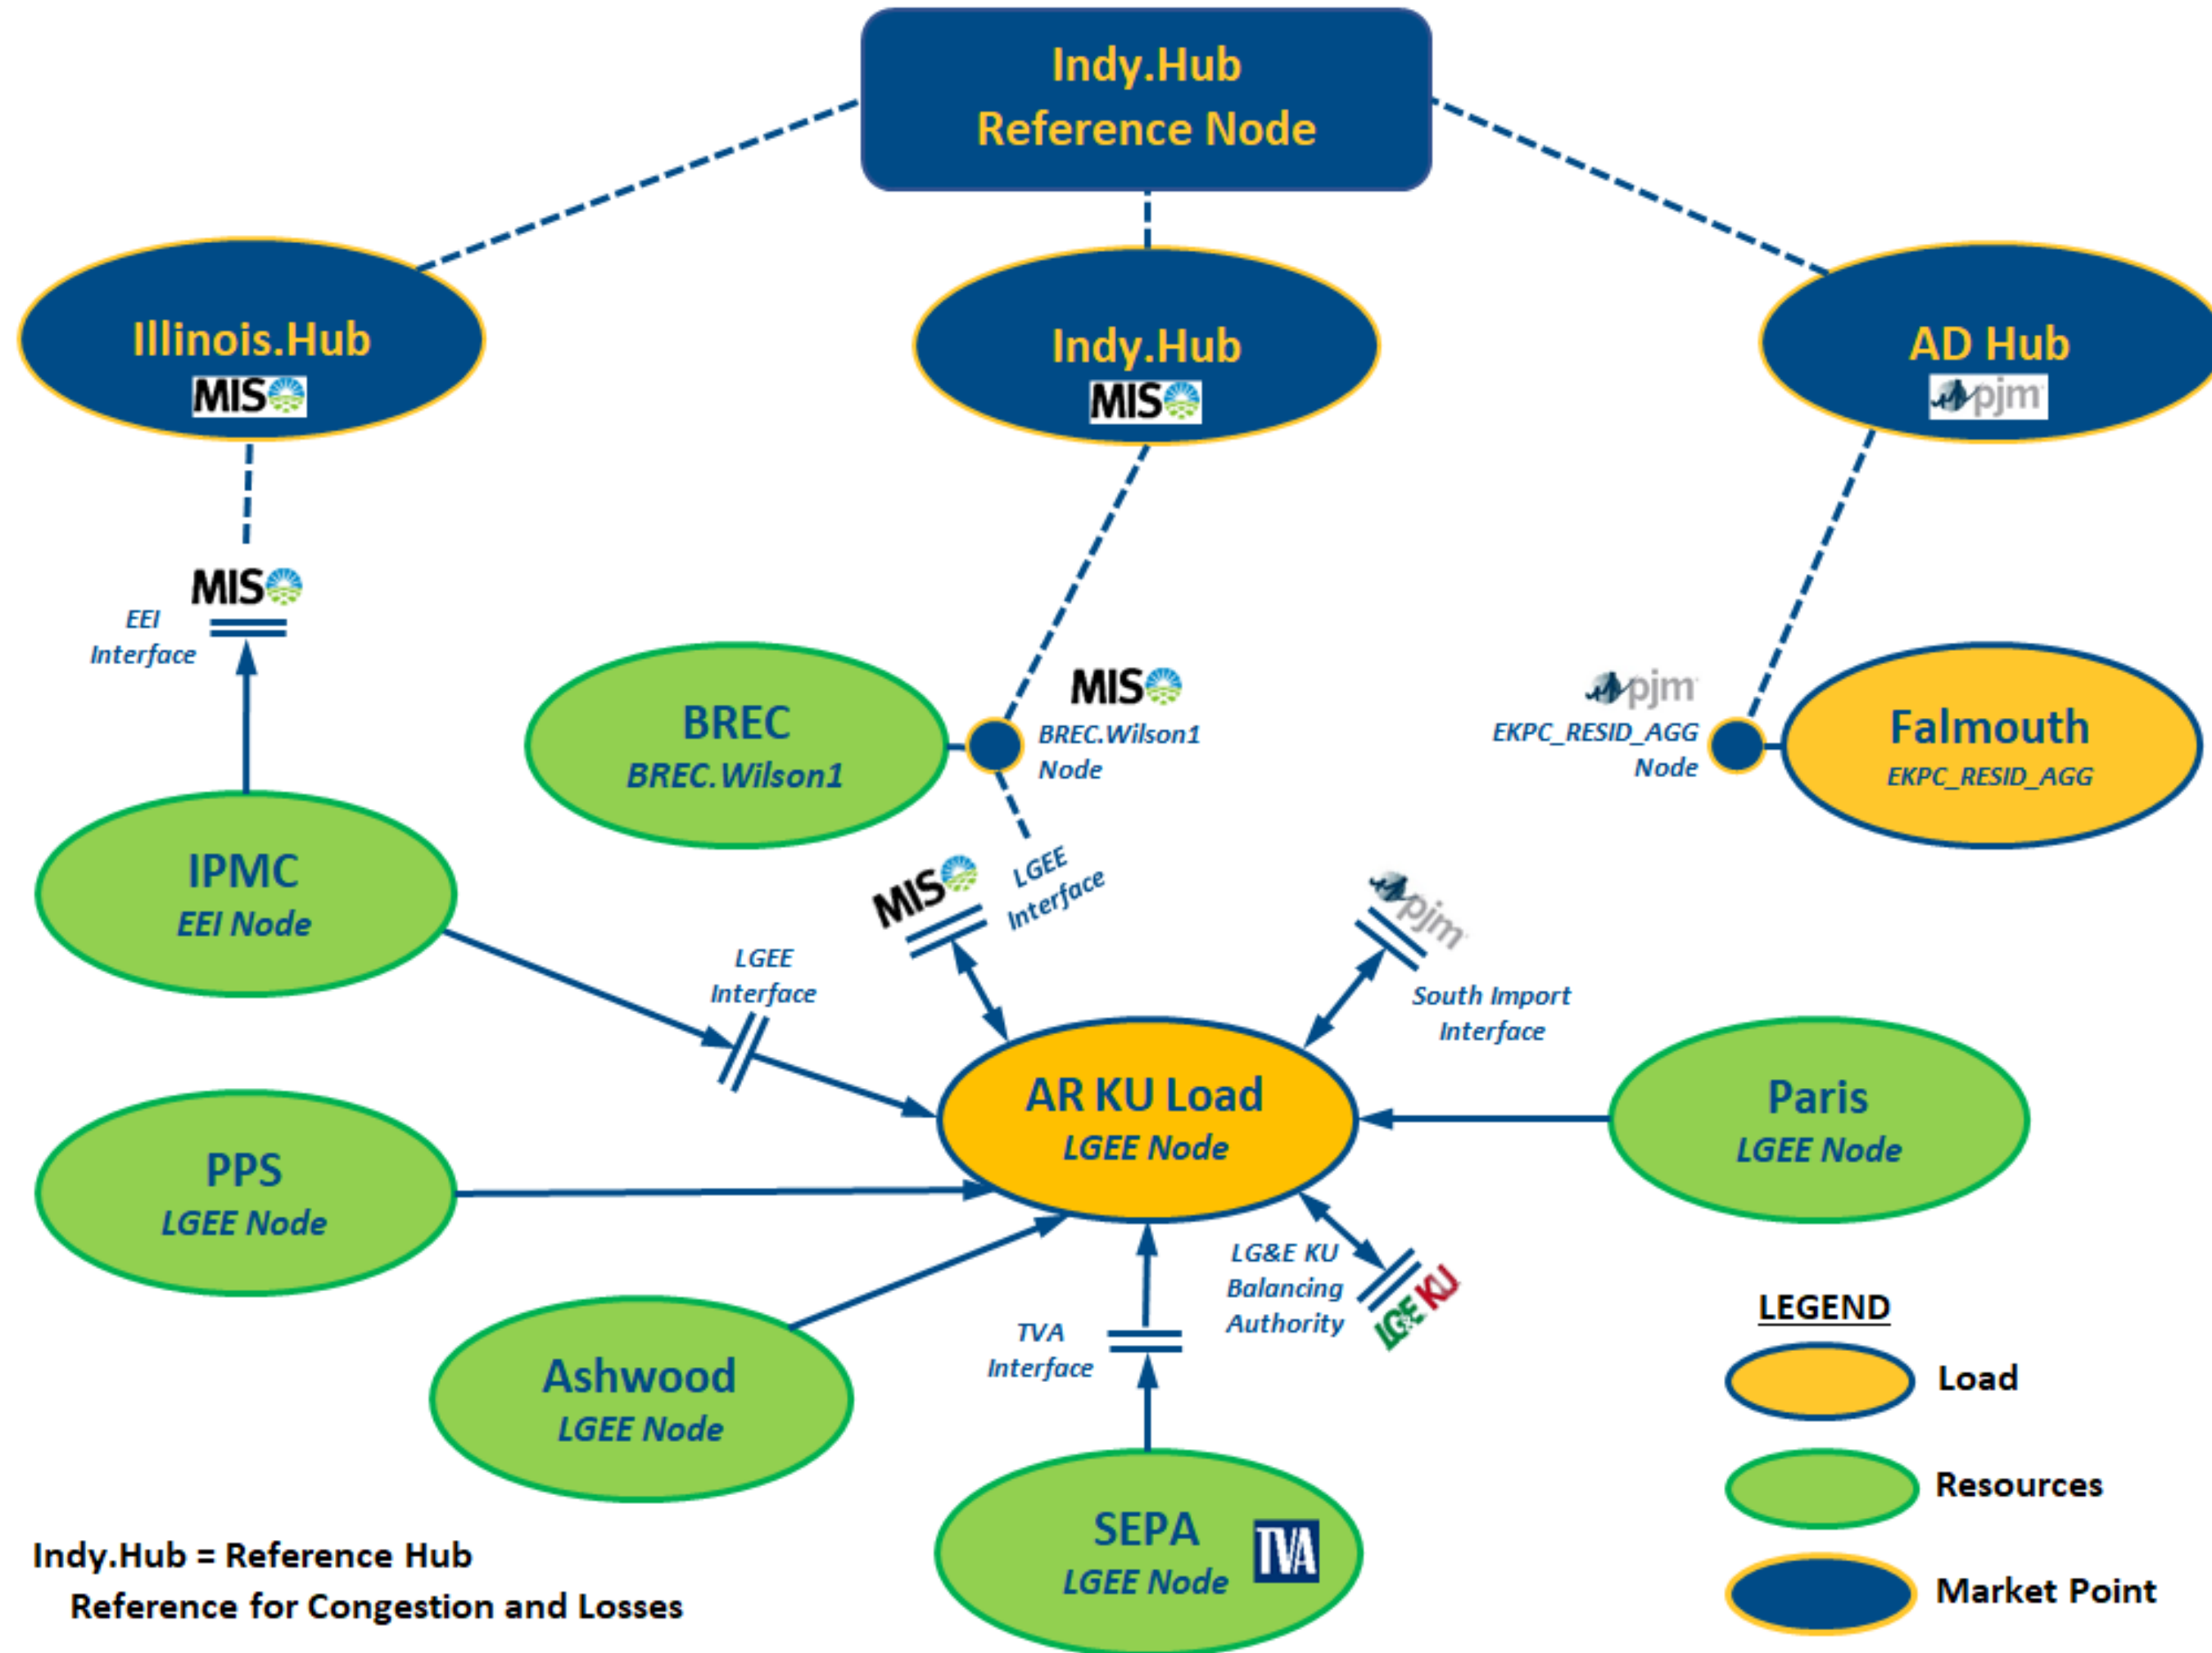 Indy.Hub
Reference Node
Illinois.Hub
MISO
Indy.Hub
MISO
AD Hub
pjm
MISO
EEI
Interface
BREC
BREC.Wilson1
MISO
BREC.Wilson1
Node
pjm
EKPC_RESID_AGG
Node
Falmouth
EKPC_RESID_AGG
IPMC
EEI Node
MISO
LGEE
Interface
pjm
LGEE
Interface
South Import
Interface
AR KU Load
LGEE Node
Paris
LGEE Node
PPS
LGEE Node
LG&E KU
Balancing
Authority
LG&E KU
TVA
Interface
Ashwood
LGEE Node
SEPA
LGEE Node
TVA
LEGEND
Load
Resources
Market Point
Indy.Hub = Reference Hub
Reference for Congestion and Losses